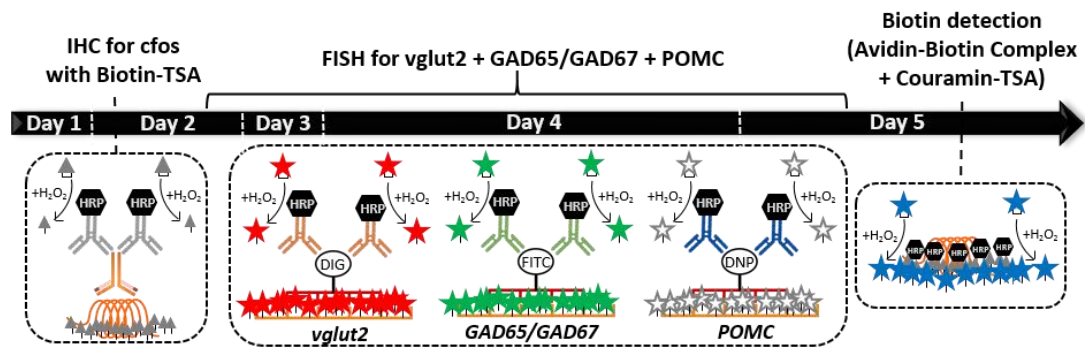 IHC for cfos
with Biotin-TSA
FISH for vglut2 + GAD65/GAD67 + POMC
Biotin detection
(Avidin-Biotin Complex
+ Couramin-TSA)
Day 1
Day 2
Day 3
Day 4
Day 5
+H₂O₂
HRP
HRP
+H₂O₂
+H₂O₂
HRP
HRP
+H₂O₂
DIG
vglut2
+H₂O₂
HRP
HRP
+H₂O₂
FITC
GAD65/GAD67
+H₂O₂
HRP
HRP
+H₂O₂
DNP
POMC
+H₂O₂
HRP
HRP
HRP
HRP
HRP
+H₂O₂